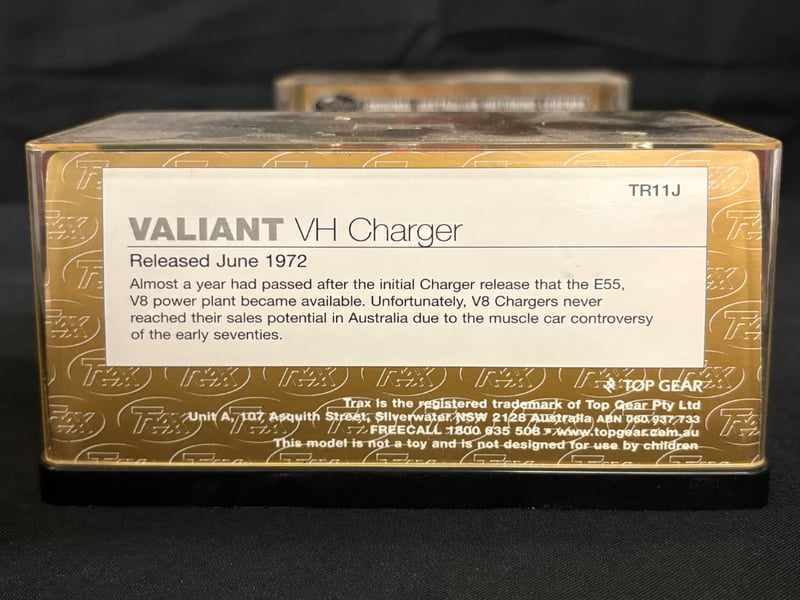 TR11J
VALIANT VH Charger
Released June 1972
Almost a year had passed after the initial Charger release that the E55,
V8 power plant became available. Unfortunately, V8 Chargers never
reached their sales potential in Australia due to the muscle car controversy
of the early seventies.
TOP GEAR
Trax is the registered trademark of Top Gear Pty Ltd
Unit A, 107 Asquith Street, Silverwater NSW 2128 Australia ABN 060 937 733
FREECALL 1800 635 506 • www.topgear.com.au
This model is not a toy and is not designed for use by children
Trax